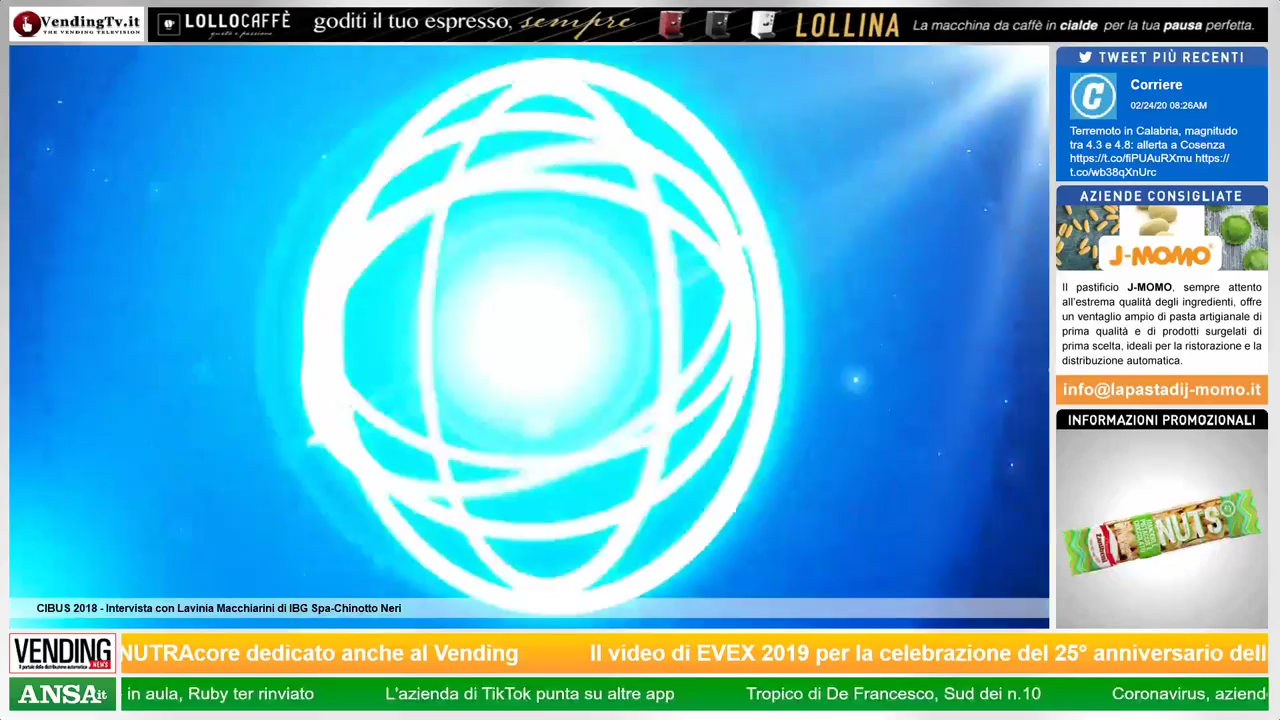 VendingTv.it
THE VENDING TELEVISION
LOLLOCAFFÈ
gusto e passione
goditi il tuo espresso, sempre
LOLLINA
La macchina da caffè in cialde per la tua pausa perfetta.
TWEET PIÙ RECENTI
Corriere
02/24/20 08:26AM
Terremoto in Calabria, magnitudo
tra 4.3 e 4.8: allerta a Cosenza
https://t.co/fiPUAuRXmu https://
t.co/wb38qXnUrc
AZIENDE CONSIGLIATE
J-MOMO
Il pastificio J-MOMO, sempre attento
all'estrema qualità degli ingredienti, offre
un ventaglio ampio di pasta artigianale di
prima qualità e di prodotti surgelati di
prima scelta, ideali per la ristorazione e la
distribuzione automatica.
info@lapastadij-momo.it
INFORMAZIONI PROMOZIONALI
NUTS
CIBUS 2018 - Intervista con Lavinia Macchiarini di IBG Spa-Chinotto Neri
VENDING NEWS
Il portale della distribuzione automatica
NUTRAcore dedicato anche al Vending Il video di EVEX 2019 per la celebrazione del 25° anniversario dell
ANSA.it
in aula, Ruby ter rinviato L'azienda di TikTok punta su altre app Tropico di De Francesco, Sud dei n.10 Coronavirus, aziend